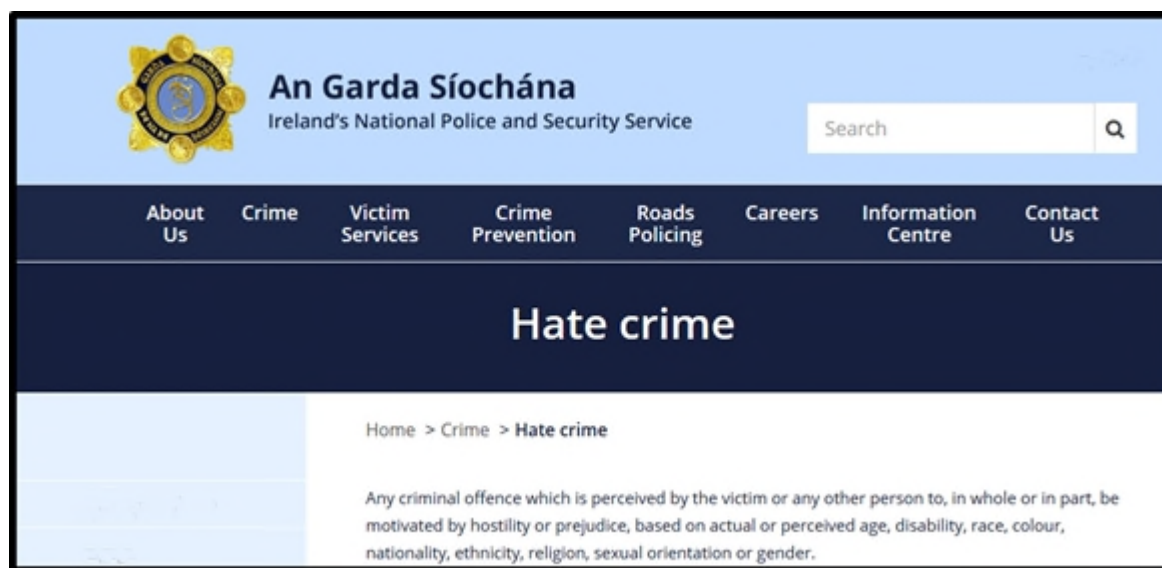 An Garda Síochána
Ireland's National Police and Security Service
Search
About Us
Crime
Victim Services
Crime Prevention
Roads Policing
Careers
Information Centre
Contact Us
Hate crime
Home > Crime > Hate crime
Any criminal offence which is perceived by the victim or any other person to, in whole or in part, be
motivated by hostility or prejudice, based on actual or perceived age, disability, race, colour,
nationality, ethnicity, religion, sexual orientation or gender.